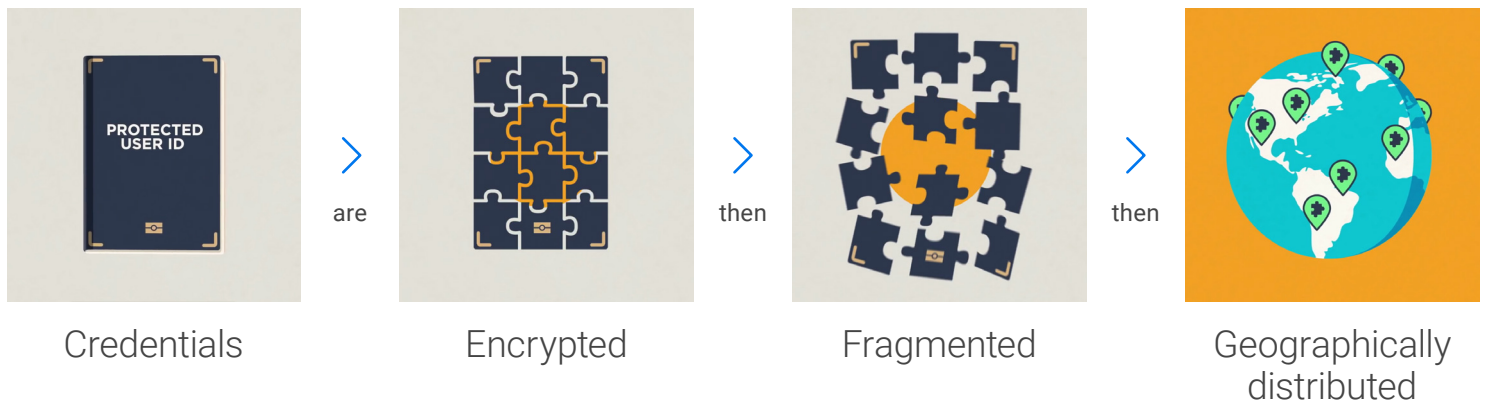 PROTECTED
USER ID
Credentials
are
Encrypted
then
Fragmented
then
Geographically
distributed